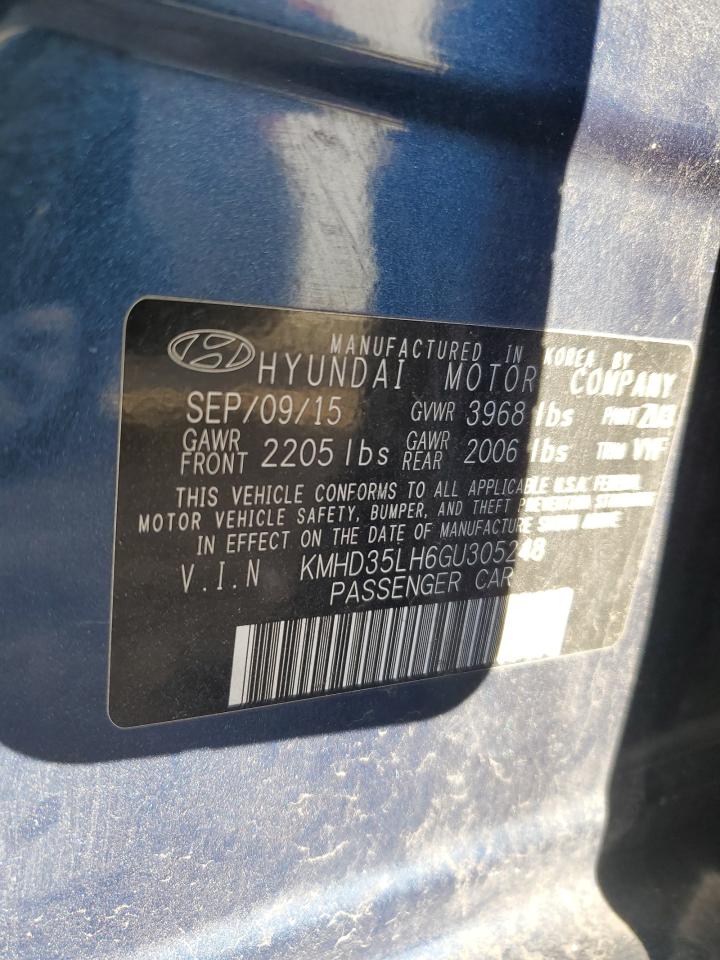 MANUFACTURED IN KOREA BY
HYUNDAI MOTOR COMPANY
SEP/09/15 GVWR 3968 lbs PAINT
GAWR FRONT 2205 lbs GAWR REAR 2006 lbs TRIM
THIS VEHICLE CONFORMS TO ALL APPLICABLE U.S.A. FEDERAL
MOTOR VEHICLE SAFETY, BUMPER, AND THEFT PREVENTION STANDARDS
IN EFFECT ON THE DATE OF MANUFACTURE SHOWN ABOVE
V.I.N KMHD35LH6GU305248
PASSENGER CAR